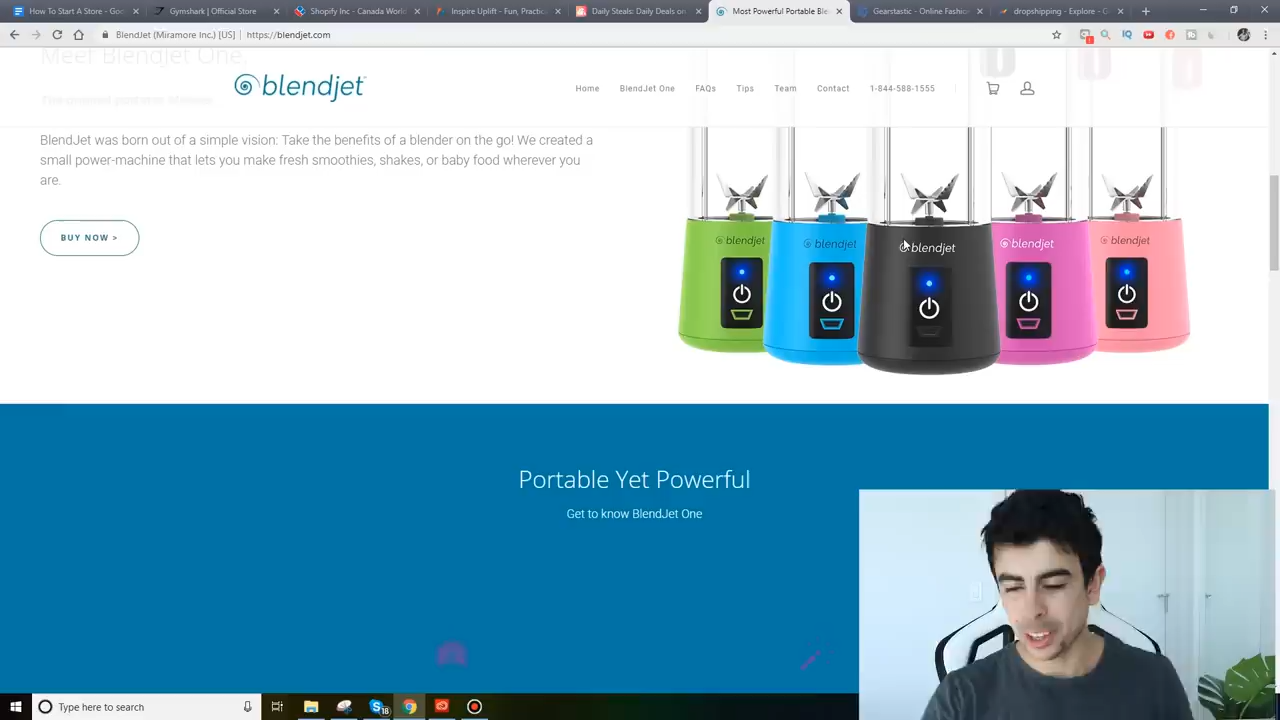 How To Start A Store - Goo
Gymshark | Official Store
Shopify Inc - Canada World
Inspire Uplift - Fun, Practic
Daily Steals: Daily Deals on
Most Powerful Portable Ble
Gearstastic - Online Fashion
dropshipping - Explore - G
BlendJet (Miramore Inc.) [US] | https://blendjet.com
Meet BlendJet One.
blendjet
Home
BlendJet One
FAQs
Tips
Team
Contact
1-844-588-1555
BlendJet was born out of a simple vision: Take the benefits of a blender on the go! We created a
small power-machine that lets you make fresh smoothies, shakes, or baby food wherever you
are.
BUY NOW >
blendjet
blendjet
blendjet
blendjet
blendjet
Portable Yet Powerful
Get to know BlendJet One
Type here to search
18